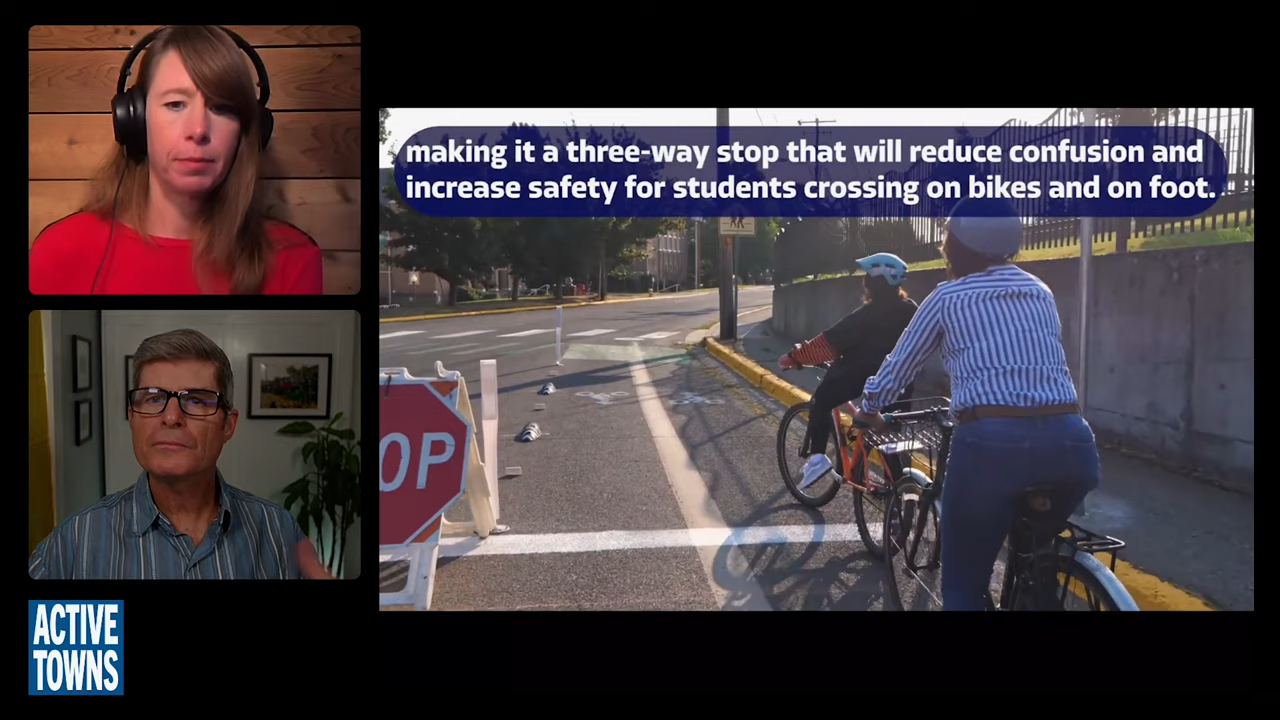 making it a three-way stop that will reduce confusion and
increase safety for students crossing on bikes and on foot.
OP
ACTIVE
TOWNS